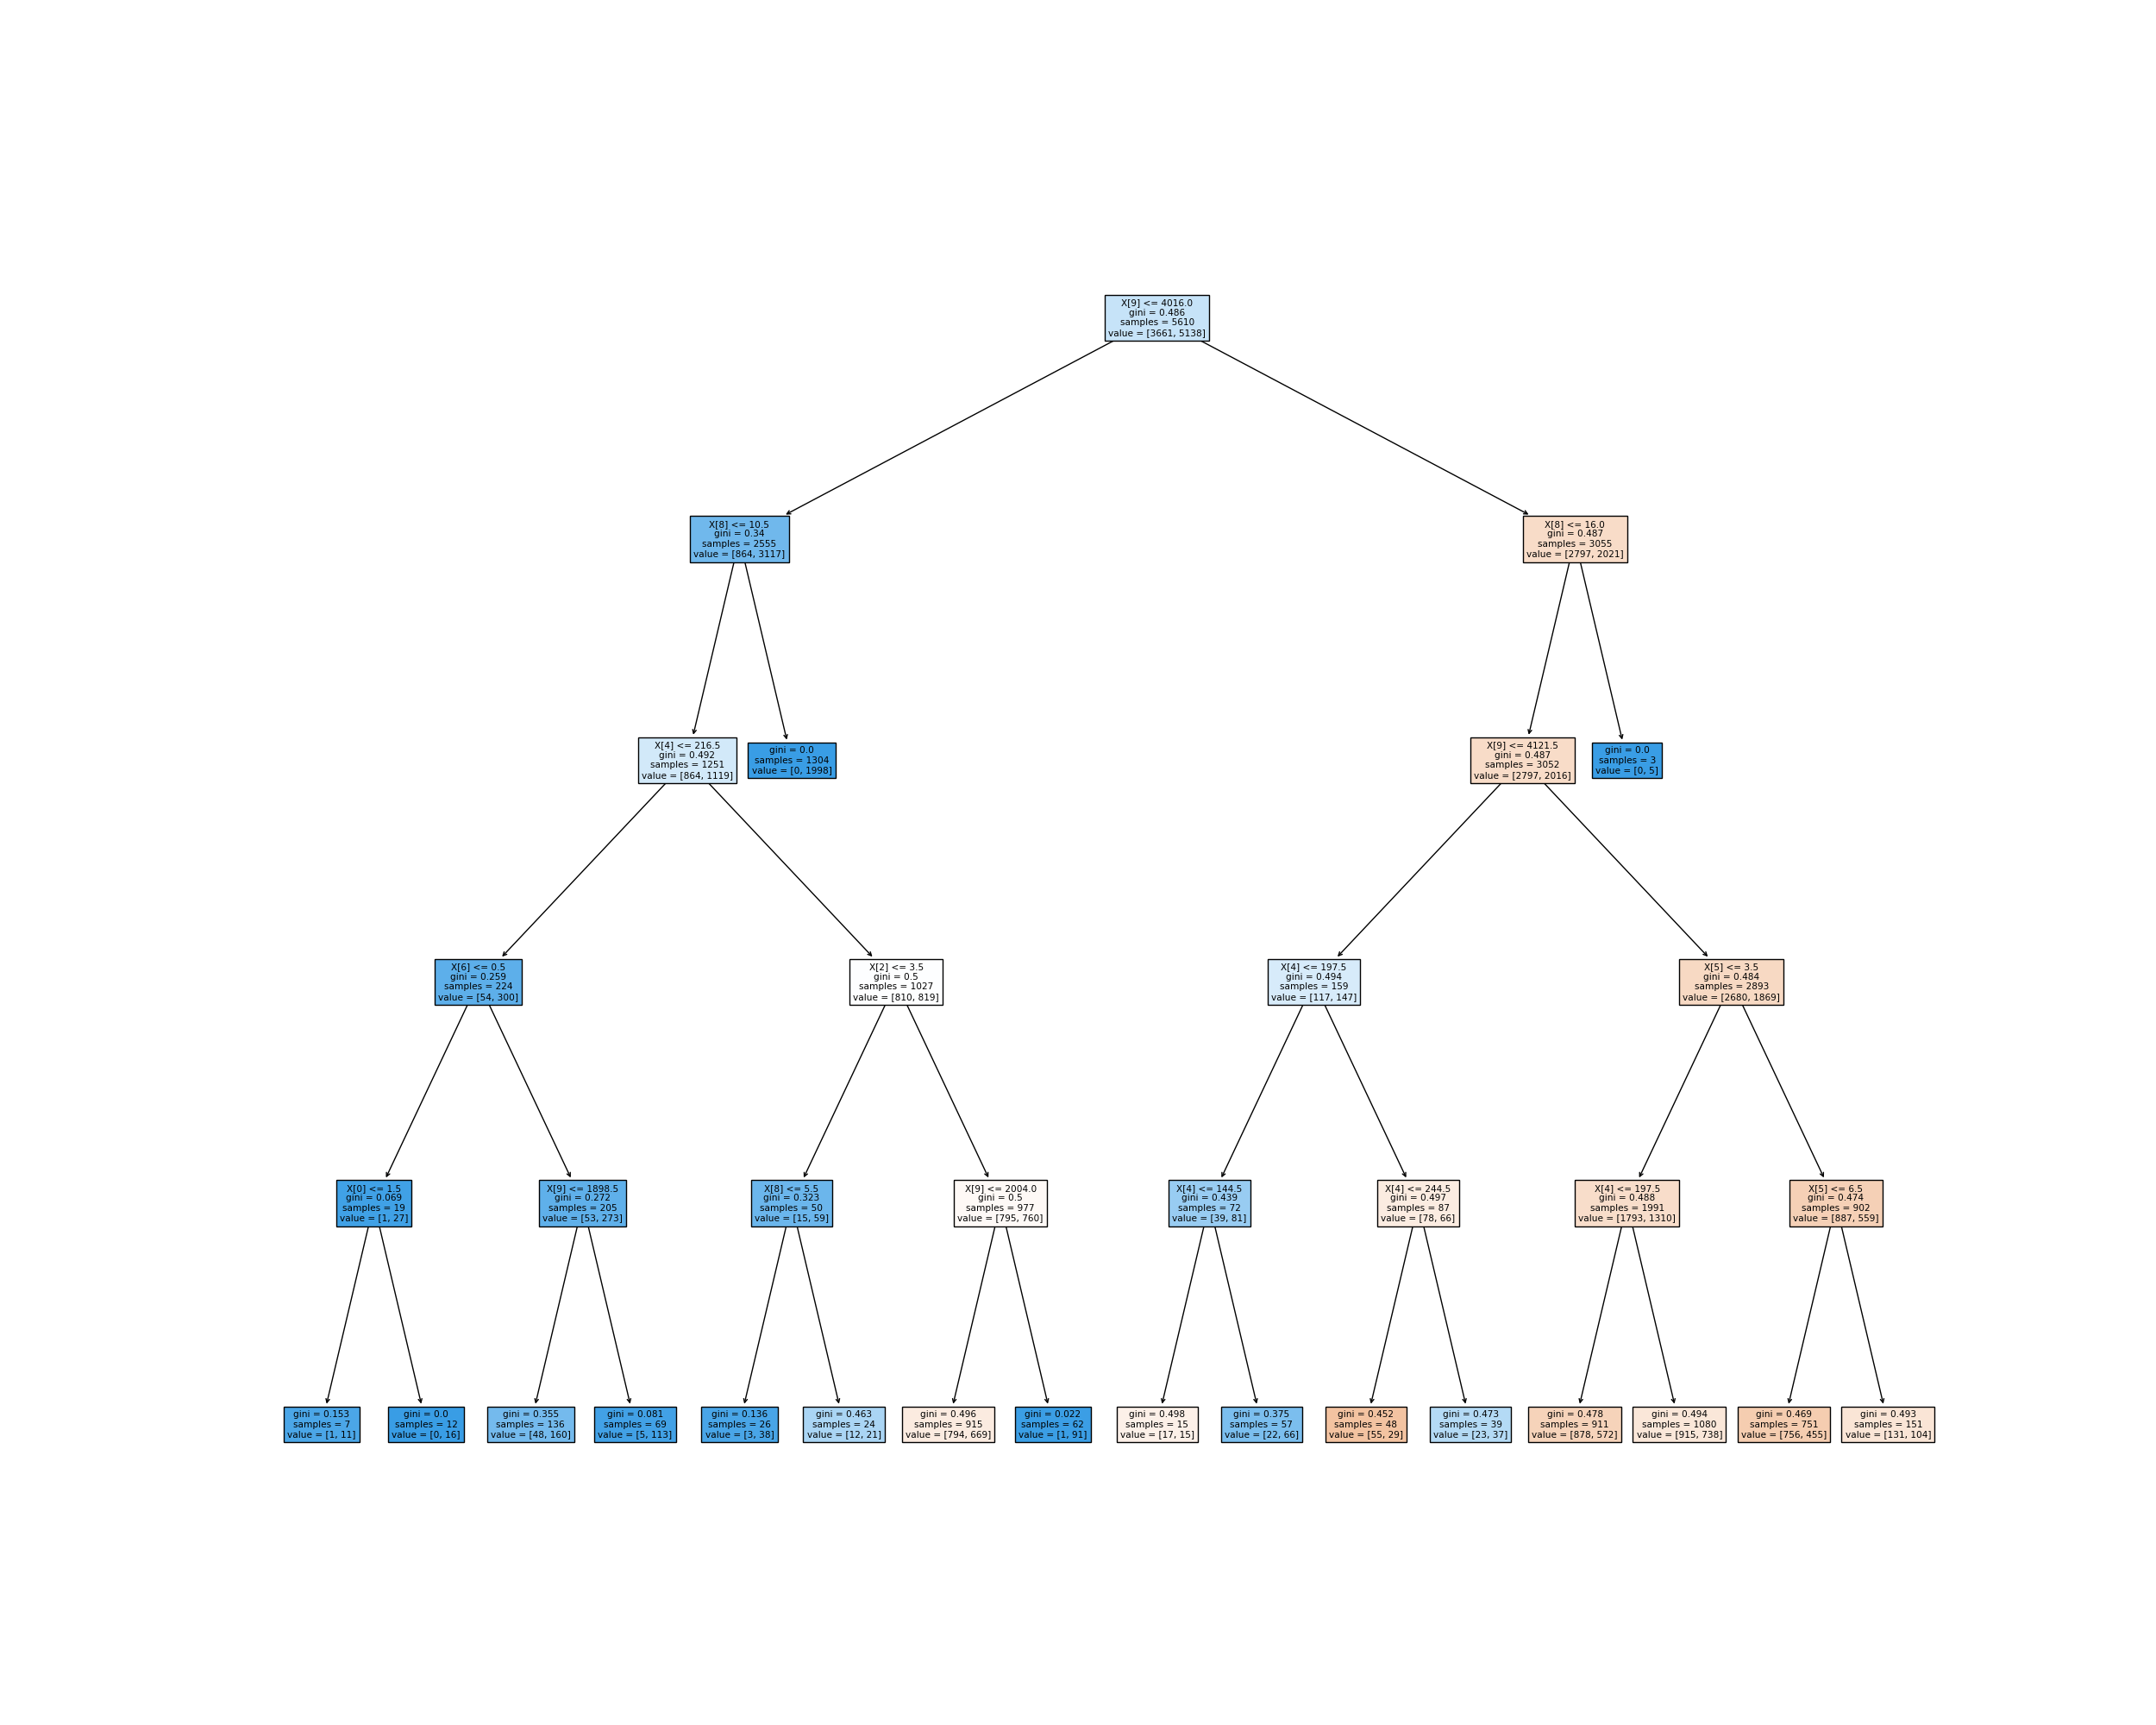 X[9] <= 4016.0
gini = 0.486
samples = 5610
value = [3661, 5138]
X[8] <= 10.5
gini = 0.34
samples = 2555
value = [864, 3117]
X[8] <= 16.0
gini = 0.487
samples = 3055
value = [2797, 2021]
X[4] <= 216.5
gini = 0.492
samples = 1251
value = [864, 1119]
gini = 0.0
samples = 1304
value = [0, 1998]
X[9] <= 4121.5
gini = 0.487
samples = 3052
value = [2797, 2016]
gini = 0.0
samples = 3
value = [0, 5]
X[6] <= 0.5
gini = 0.259
samples = 224
value = [54, 300]
X[2] <= 3.5
gini = 0.5
samples = 1027
value = [810, 819]
X[4] <= 197.5
gini = 0.494
samples = 159
value = [117, 147]
X[5] <= 3.5
gini = 0.484
samples = 2893
value = [2680, 1869]
X[0] <= 1.5
gini = 0.069
samples = 19
value = [1, 27]
X[9] <= 1898.5
gini = 0.272
samples = 205
value = [53, 273]
X[8] <= 5.5
gini = 0.323
samples = 50
value = [15, 59]
X[9] <= 2004.0
gini = 0.5
samples = 977
value = [795, 760]
X[4] <= 144.5
gini = 0.439
samples = 72
value = [39, 81]
X[4] <= 244.5
gini = 0.497
samples = 87
value = [78, 66]
X[4] <= 197.5
gini = 0.488
samples = 1991
value = [1793, 1310]
X[5] <= 6.5
gini = 0.474
samples = 902
value = [887, 559]
gini = 0.153
samples = 7
value = [1, 11]
gini = 0.0
samples = 12
value = [0, 16]
gini = 0.355
samples = 136
value = [48, 160]
gini = 0.081
samples = 69
value = [5, 113]
gini = 0.136
samples = 26
value = [3, 38]
gini = 0.463
samples = 24
value = [12, 21]
gini = 0.496
samples = 915
value = [794, 669]
gini = 0.022
samples = 62
value = [1, 91]
gini = 0.498
samples = 15
value = [17, 15]
gini = 0.375
samples = 57
value = [22, 66]
gini = 0.452
samples = 48
value = [55, 29]
gini = 0.473
samples = 39
value = [23, 37]
gini = 0.478
samples = 911
value = [878, 572]
gini = 0.494
samples = 1080
value = [915, 738]
gini = 0.469
samples = 751
value = [756, 455]
gini = 0.493
samples = 151
value = [131, 104]